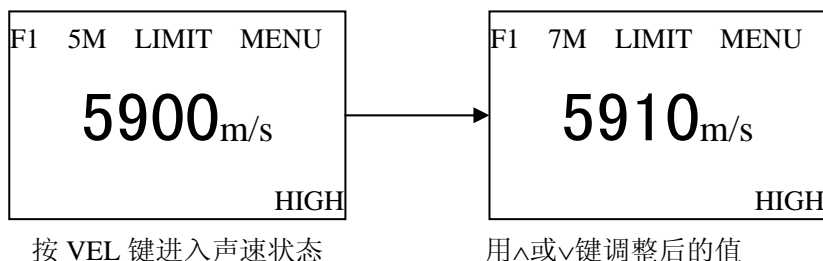 F1 5M LIMIT MENU
5900m/s
HIGH
按 VEL 键进入声速状态
F1 7M LIMIT MENU
5910m/s
HIGH
用∧或∨键调整后的值